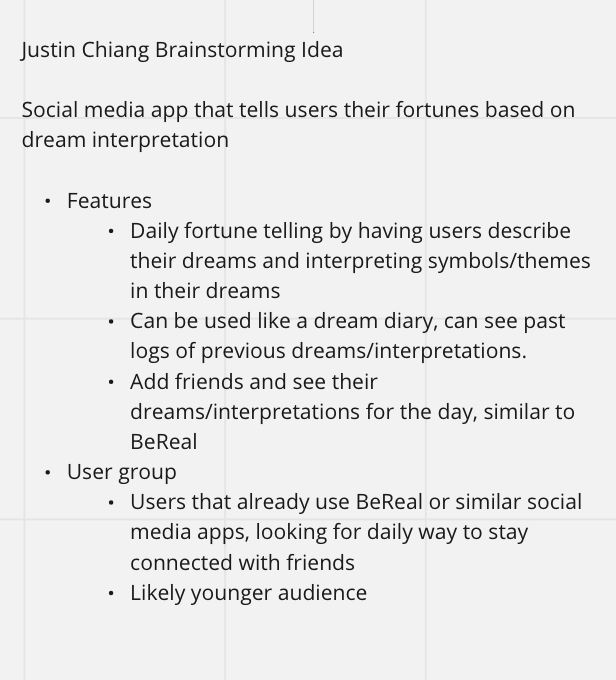 Justin Chiang Brainstorming Idea
Social media app that tells users their fortunes based on
dream interpretation
• Features
• Daily fortune telling by having users describe
their dreams and interpreting symbols/themes
in their dreams
• Can be used like a dream diary, can see past
logs of previous dreams/interpretations.
• Add friends and see their
dreams/interpretations for the day, similar to
BeReal
• User group
• Users that already use BeReal or similar social
media apps, looking for daily way to stay
connected with friends
• Likely younger audience